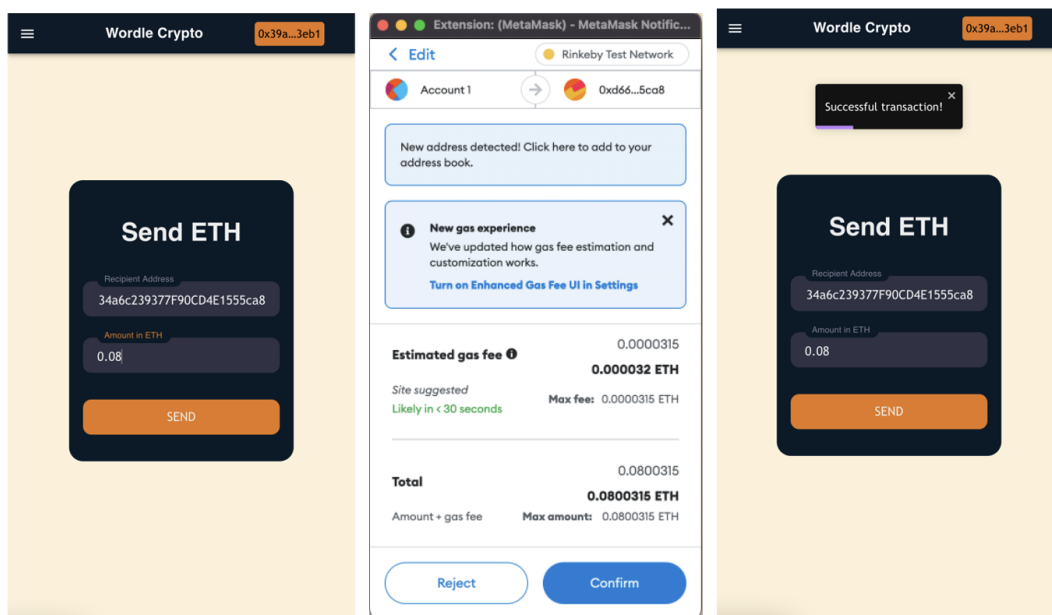 Wordle Crypto
0x39a...3eb1
Send ETH
Recipient Address
34a6c239377F90CD4E1555ca8
Amount in ETH
0.08
SEND
Extension: (MetaMask) - MetaMask Notific...
Edit
Rinkeby Test Network
Account 1
0xd66...5ca8
New address detected! Click here to add to your
address book.
New gas experience
We've updated how gas fee estimation and
customization works.
Turn on Enhanced Gas Fee UI in Settings
0.0000315
Estimated gas fee
0.000032 ETH
Site suggested
Likely in < 30 seconds
Max fee: 0.0000315 ETH
0.0800315
Total
0.0800315 ETH
Amount + gas fee
Max amount: 0.0800315 ETH
Reject
Confirm
Wordle Crypto
0x39a...3eb1
Successful transaction!
Send ETH
Recipient Address
34a6c239377F90CD4E1555ca8
Amount in ETH
0.08
SEND